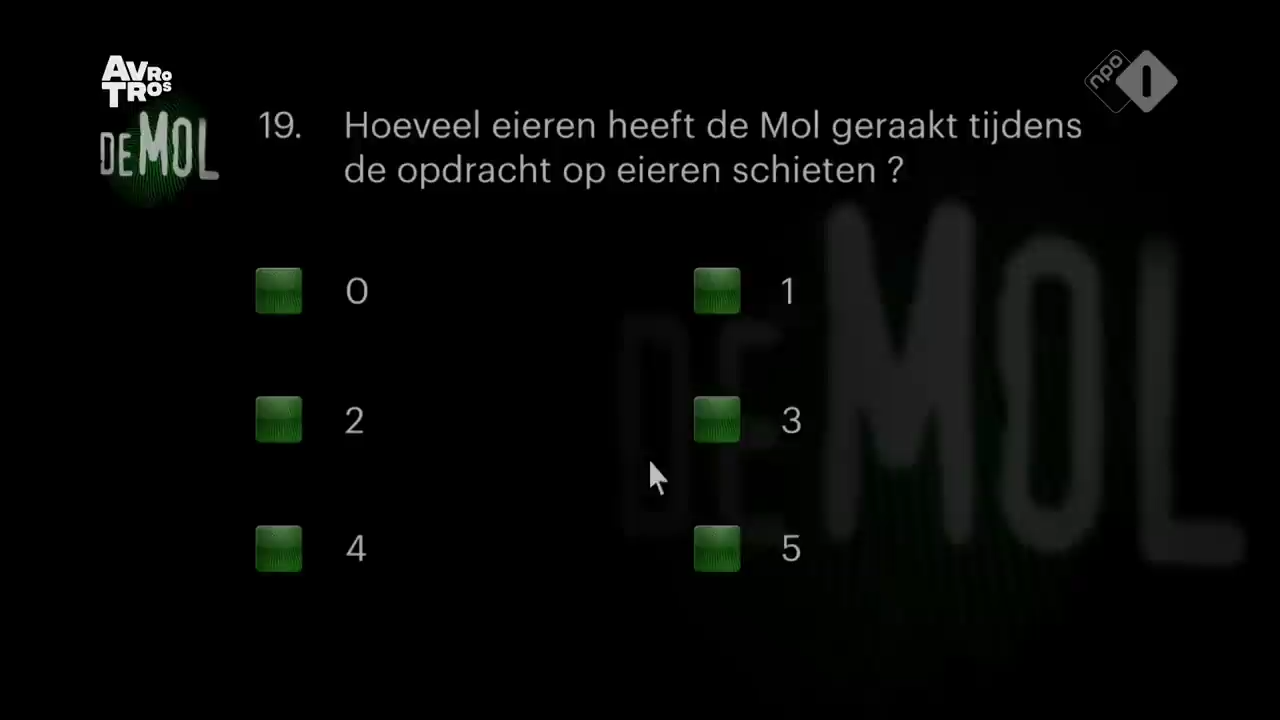 AVRO
TROS
npo 1
DE MOL
19. Hoeveel eieren heeft de Mol geraakt tijdens
de opdracht op eieren schieten ?
0 1
2 3
4 5
DE MOL